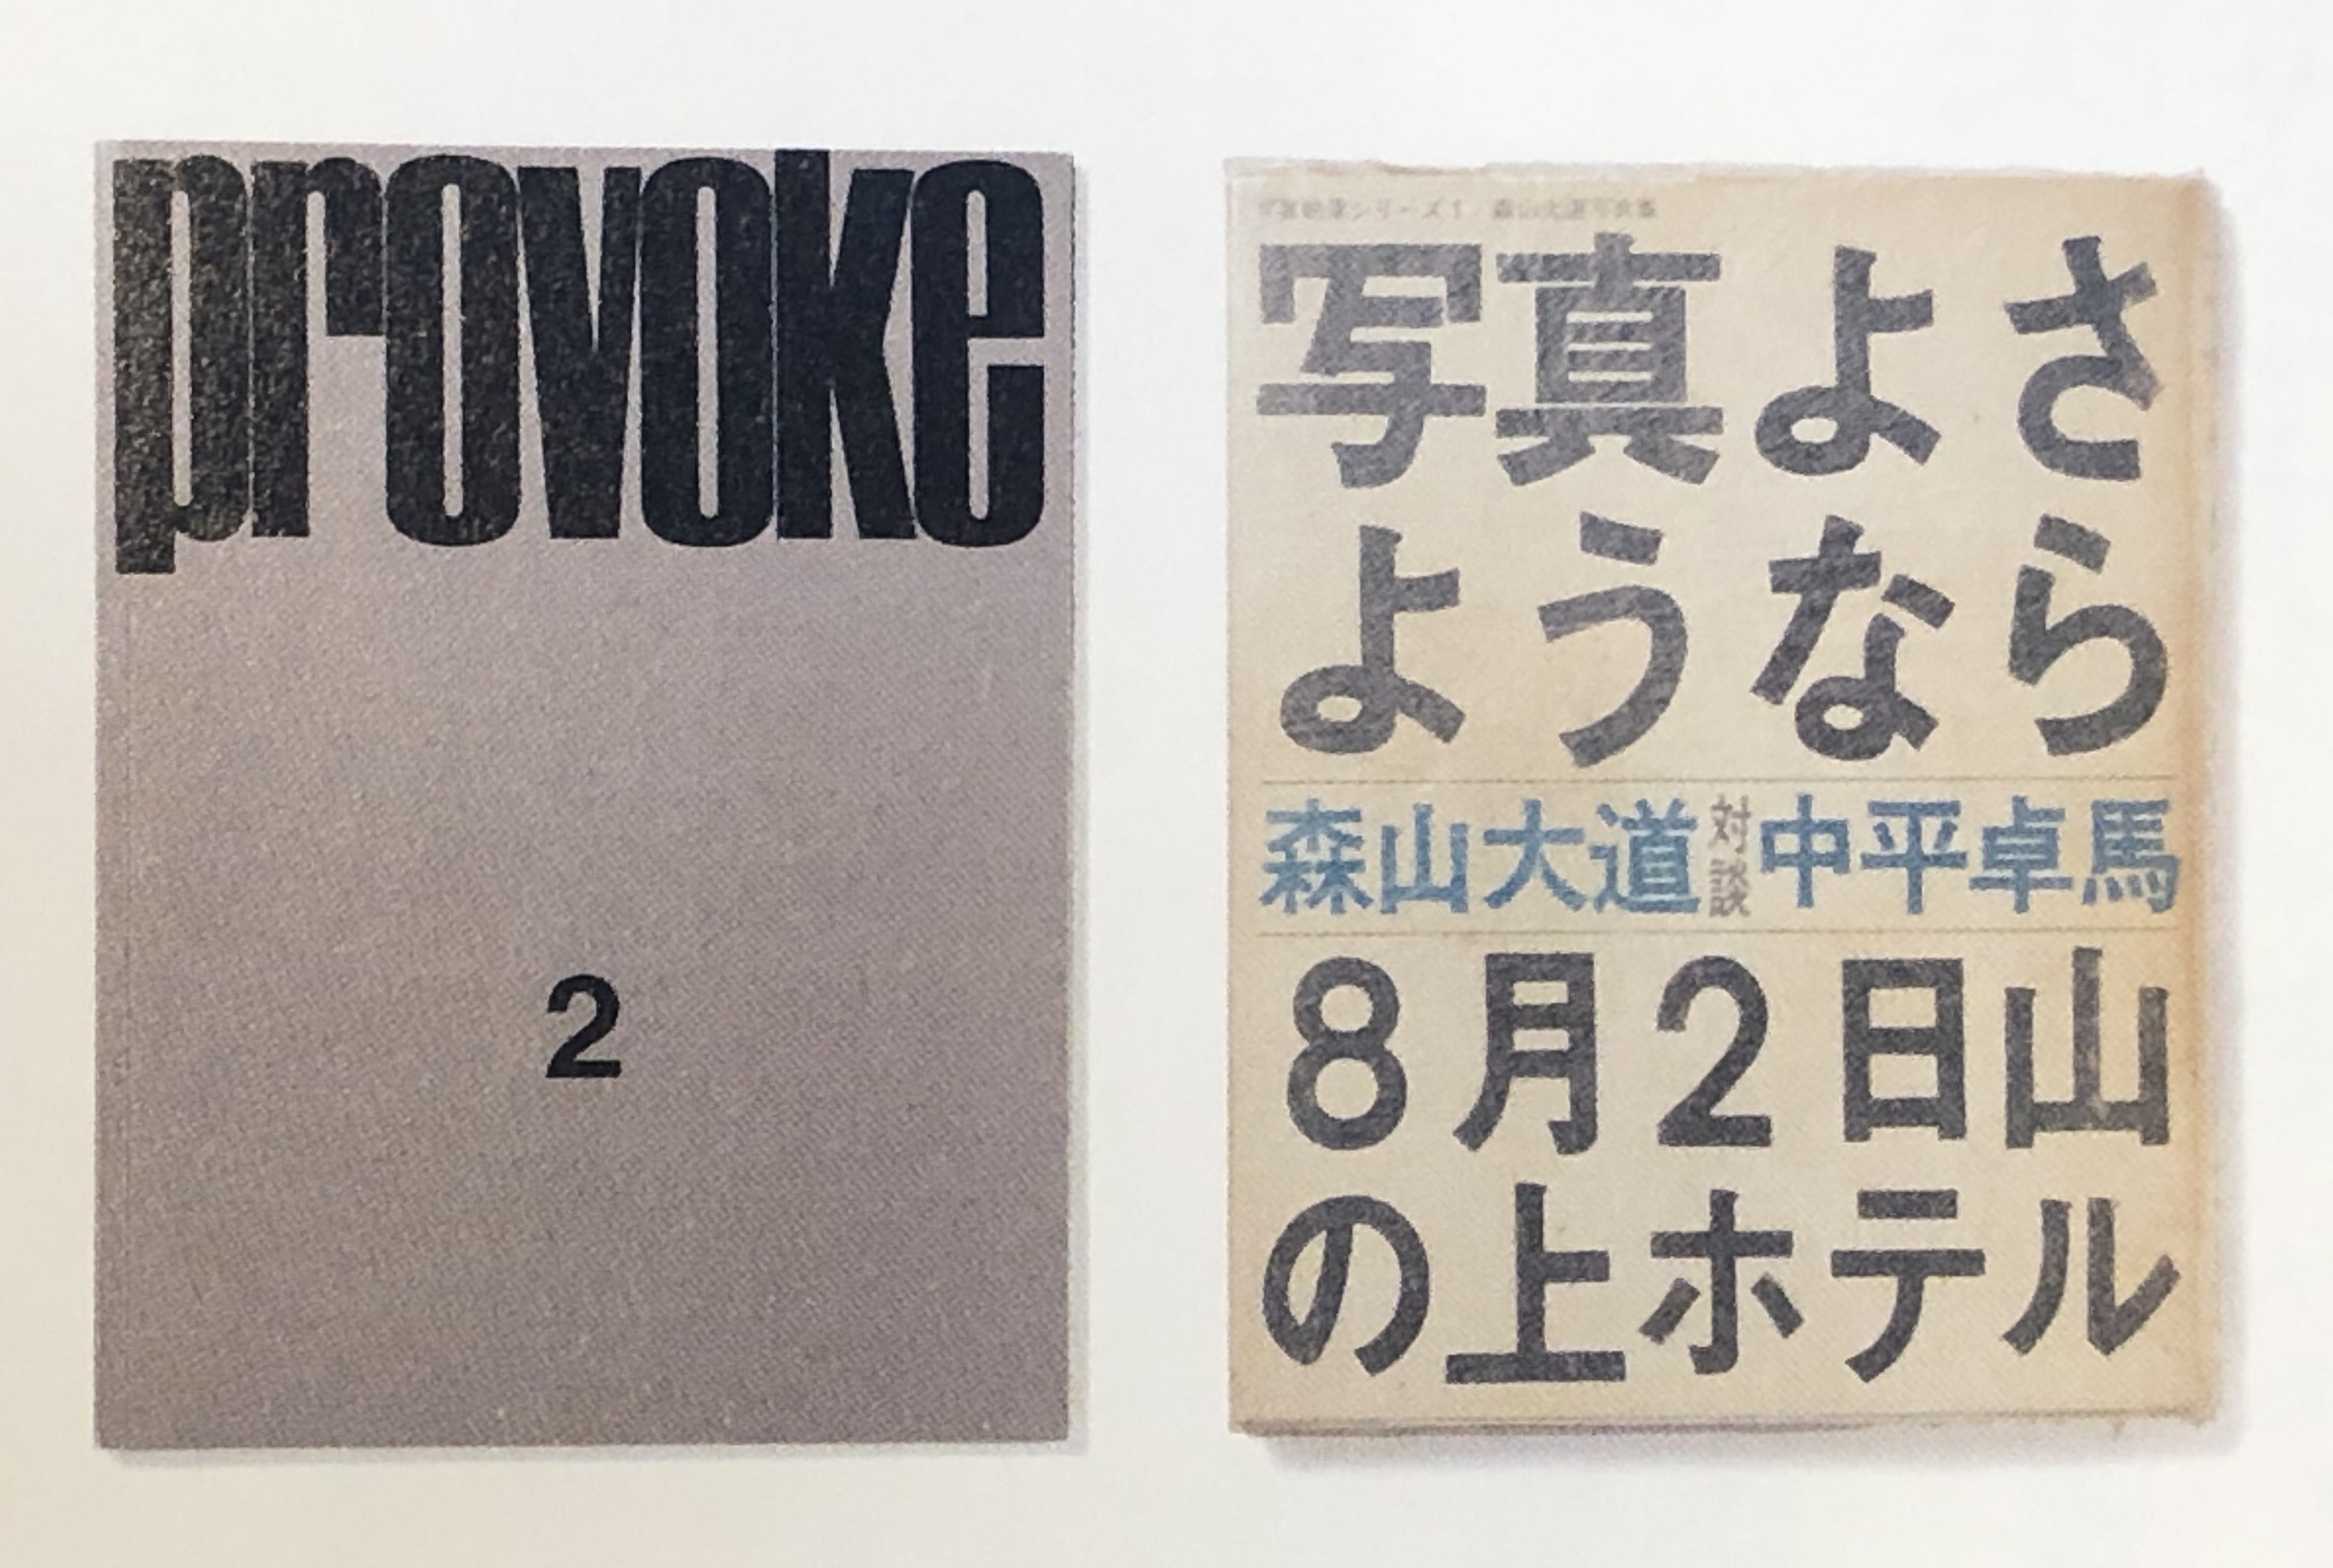 provoke
2
写真よさ
ようなら
森山大道 対談 中平卓馬
8月2日山
の上ホテル